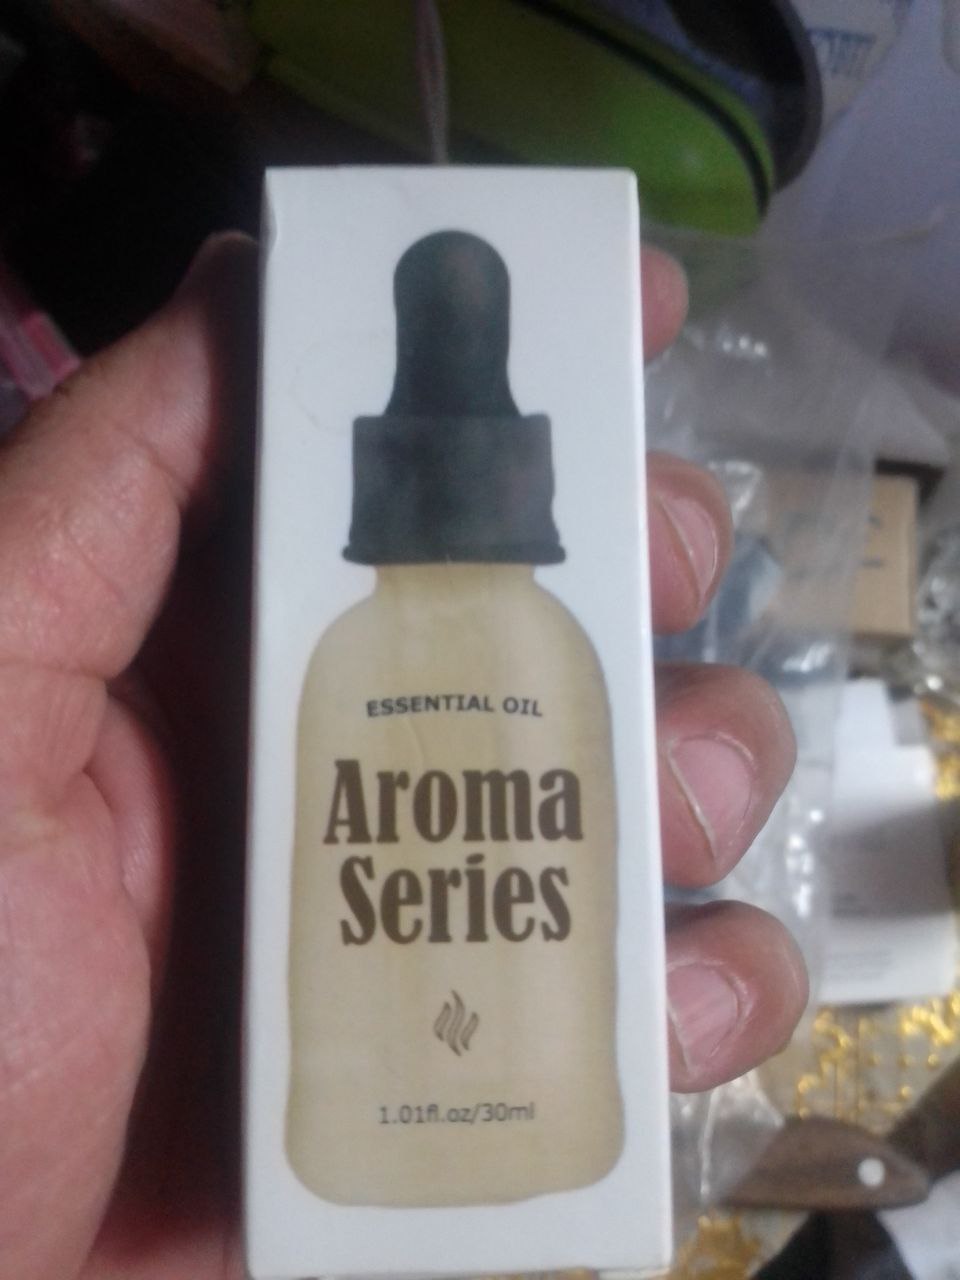 ESSENTIAL OIL
Aroma
Series
1.01fl.oz/30ml